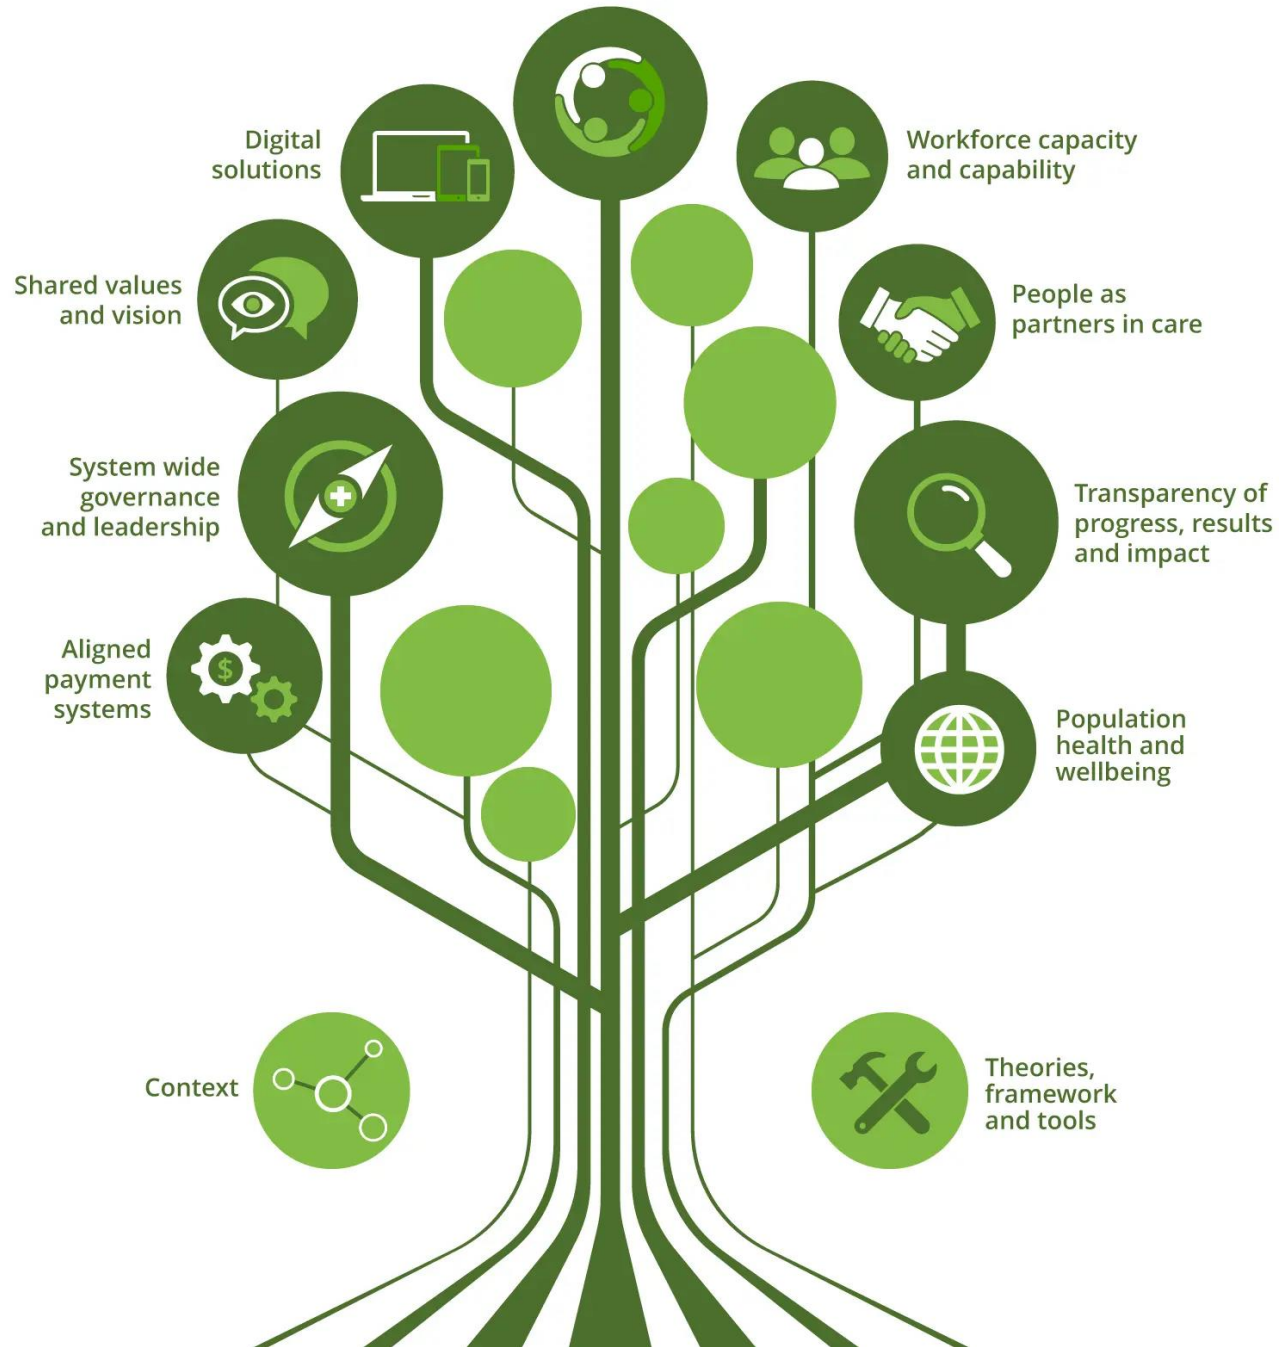 Digital
solutions
Workforce capacity
and capability
Shared values
and vision
People as
partners in care
System wide
governance
and leadership
Transparency of
progress, results
and impact
Aligned
payment
systems
$
Population
health and
wellbeing
Context
Theories,
framework
and tools